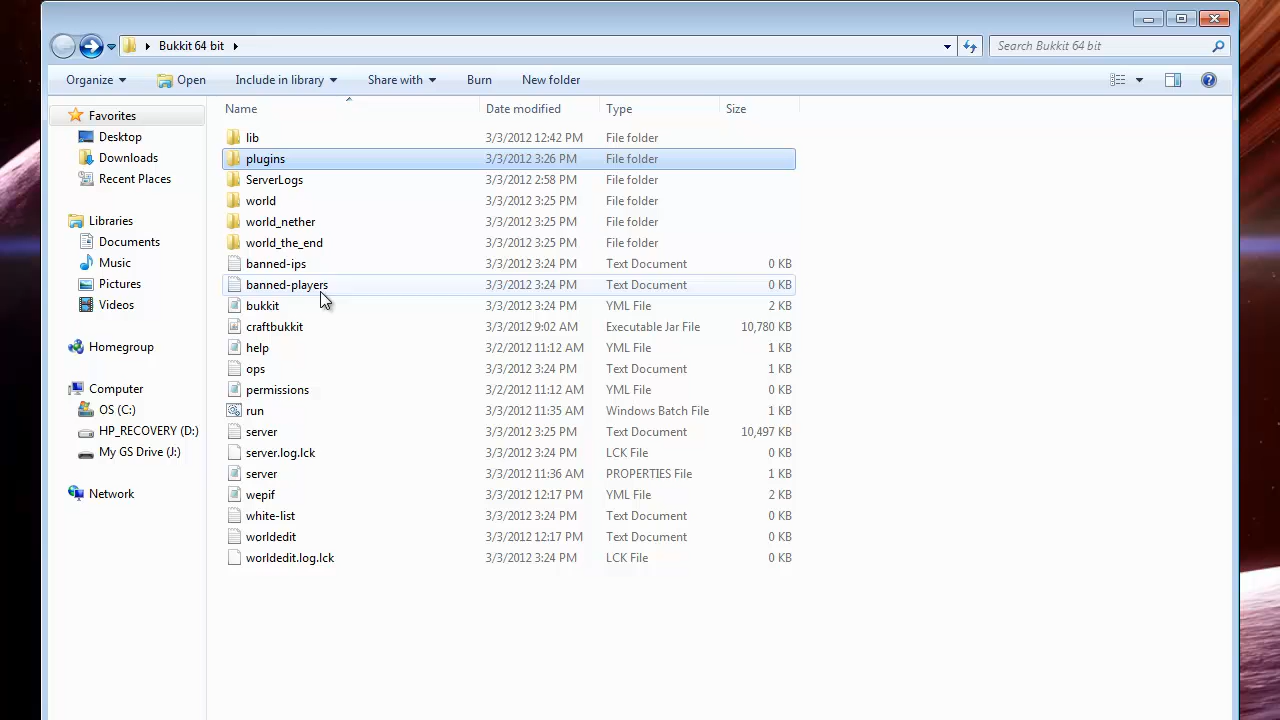 Bukkit 64 bit
Search Bukkit 64 bit
Organize Open Include in library Share with Burn New folder
Favorites
Desktop
Downloads
Recent Places
Libraries
Documents
Music
Pictures
Videos
Homegroup
Computer
OS (C:)
HP_RECOVERY (D:)
My GS Drive (J:)
Network
Name Date modified Type Size
lib 3/3/2012 12:42 PM File folder
plugins 3/3/2012 3:26 PM File folder
ServerLogs 3/3/2012 2:58 PM File folder
world 3/3/2012 3:25 PM File folder
world_nether 3/3/2012 3:25 PM File folder
world_the_end 3/3/2012 3:25 PM File folder
banned-ips 3/3/2012 3:24 PM Text Document 0 KB
banned-players 3/3/2012 3:24 PM Text Document 0 KB
bukkit 3/3/2012 3:24 PM YML File 2 KB
craftbukkit 3/3/2012 9:02 AM Executable Jar File 10,780 KB
help 3/2/2012 11:12 AM YML File 1 KB
ops 3/3/2012 3:24 PM Text Document 1 KB
permissions 3/2/2012 11:12 AM YML File 0 KB
run 3/3/2012 11:35 AM Windows Batch File 1 KB
server 3/3/2012 3:25 PM Text Document 10,497 KB
server.log.lck 3/3/2012 3:24 PM LCK File 0 KB
server 3/3/2012 11:36 AM PROPERTIES File 1 KB
wepif 3/3/2012 12:17 PM YML File 2 KB
white-list 3/3/2012 3:24 PM Text Document 0 KB
worldedit 3/3/2012 12:17 PM Text Document 0 KB
worldedit.log.lck 3/3/2012 3:24 PM LCK File 0 KB